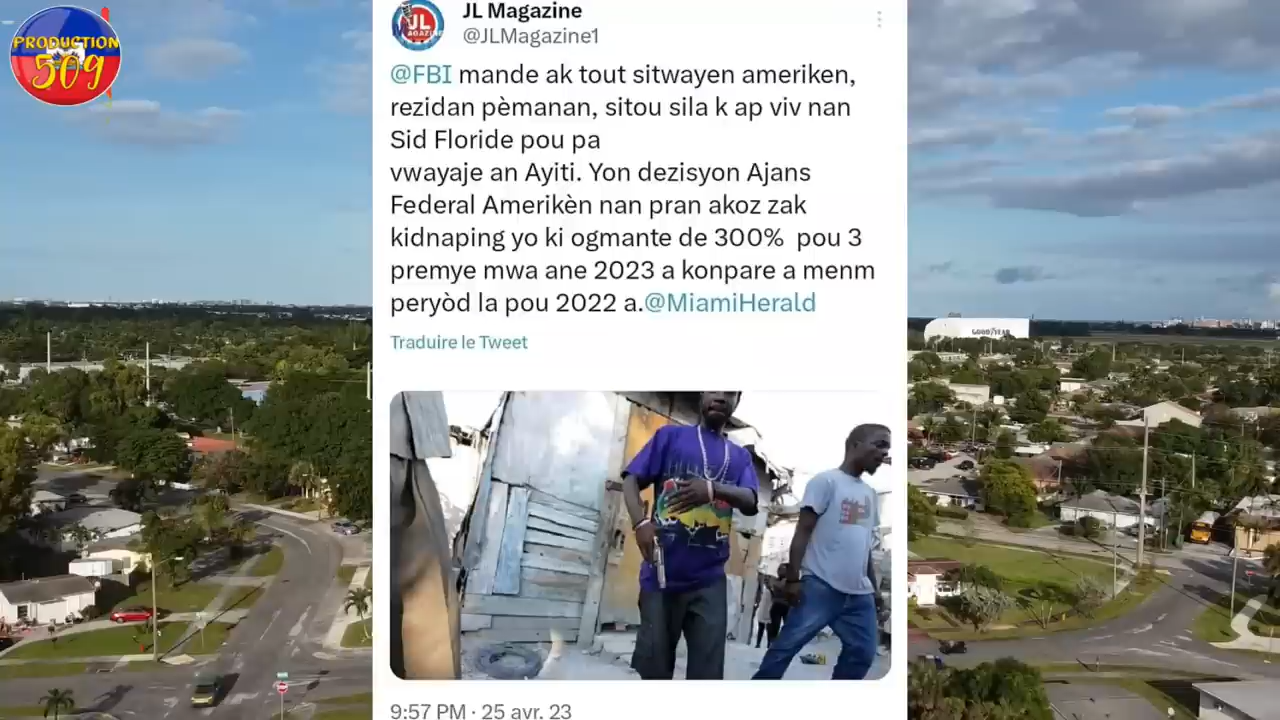 PRODUCTION
509
JL
MAGAZINE
JL Magazine
@JLMagazine1
@FBI mande ak tout sitwayen ameriken,
rezidan pèmanan, sitou sila k ap viv nan
Sid Floride pou pa
vwayaje an Ayiti. Yon dezisyon Ajans
Federal Amerikèn nan pran akoz zak
kidnaping yo ki ogmante de 300% pou 3
premye mwa ane 2023 a konpare a menm
peryòd la pou 2022 a.@MiamiHerald
Traduire le Tweet
GOODYEAR
9:57 PM · 25 avr. 23